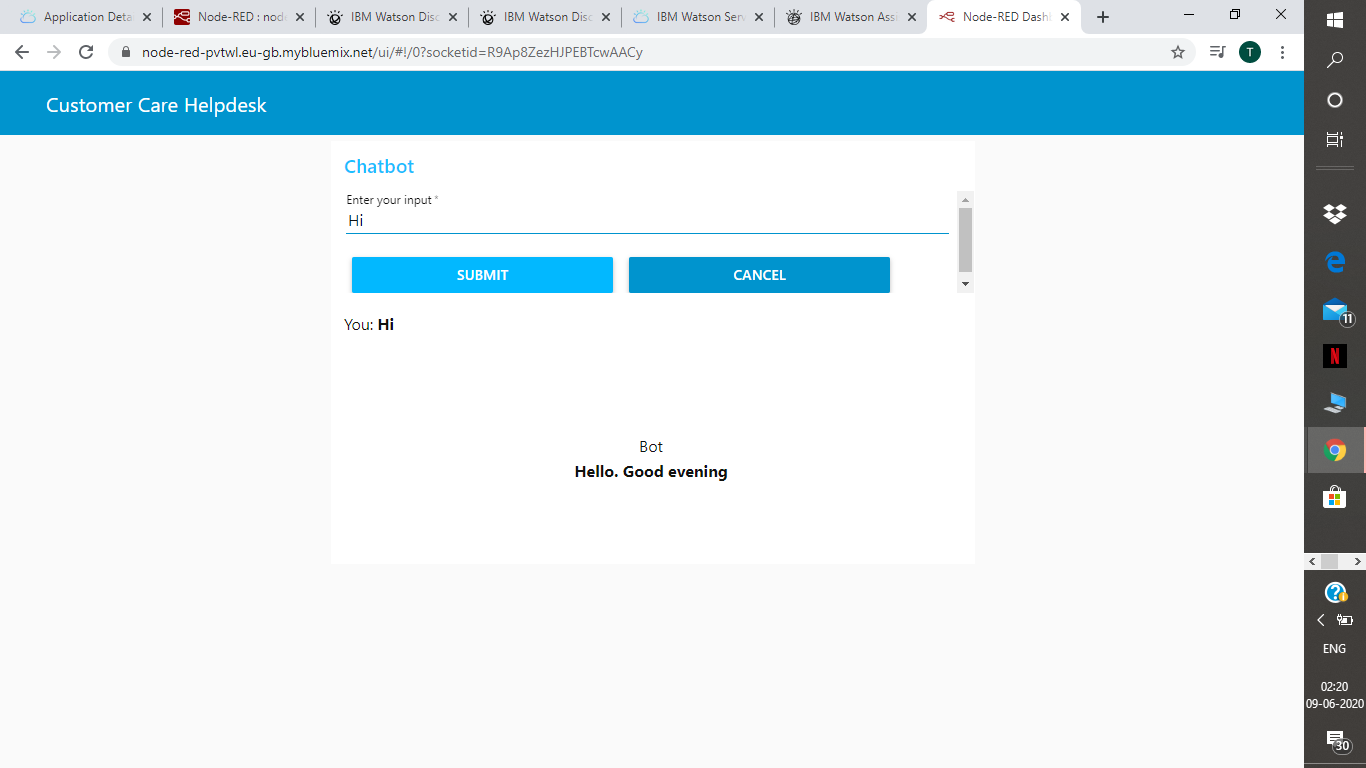 Application Deta
Node-RED : node
IBM Watson Disc
IBM Watson Disc
IBM Watson Serv
IBM Watson Assi
Node-RED Dashb
node-red-pvtwl.eu-gb.mybluemix.net/ui/#!/0?socketid=R9Ap8ZezHJPEBTcwAACy
T
Customer Care Helpdesk
Chatbot
Enter your input *
Hi
SUBMIT
CANCEL
You: Hi
Bot
Hello. Good evening
11
N
ENG
02:20
09-06-2020
30